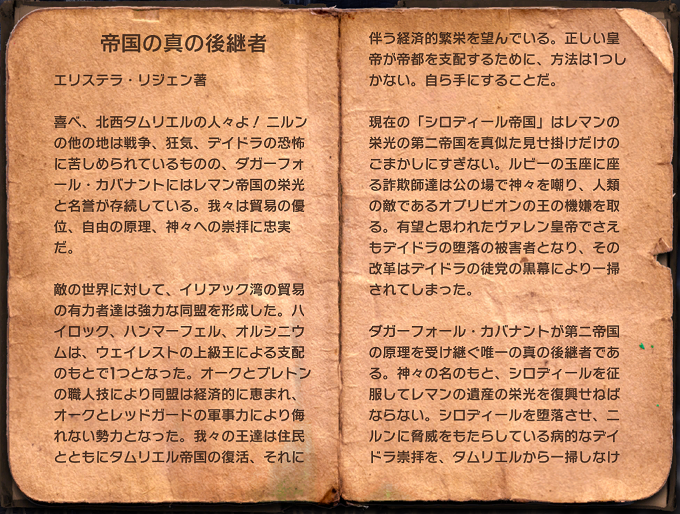 帝国の真の後継者
エリステラ・リジェン著
喜べ、北西タムリエルの人々よ！ ニルン
の他の地は戦争、狂気、デイドラの恐怖
に苦しめられているものの、ダガーフォ
ール・カバナントにはレマン帝国の栄光
と名誉が存続している。我々は貿易の優
位、自由の原理、神々への崇拝に忠実
だ。
敵の世界に対して、イリアック湾の貿易
の有力者達は強力な同盟を形成した。ハ
イロック、ハンマーフェル、オルシニウ
ムは、ウェイレストの上級王による支配
のもとで1つとなった。オークとブレトン
の職人技により同盟は経済的に恵まれ、
オークとレッドガードの軍事力により侮
れない勢力となった。我々の王達は住民
とともにタムリエル帝国の復活、それに
伴う経済的繁栄を望んでいる。正しい皇
帝が帝都を支配するために、方法は1つし
かない。自ら手にすることだ。
現在の「シロディール帝国」はレマンの
栄光の第二帝国を真似た見せ掛けだけの
ごまかしにすぎない。ルビーの玉座に座
る詐欺師達は公の場で神々を嘲り、人類
の敵であるオブリビオンの王の機嫌を取
る。有望と思われたヴァレン皇帝でさえ
もデイドラの堕落の被害者となり、その
改革はデイドラの徒党の黒幕により一掃
されてしまった。
ダガーフォール・カバナントが第二帝国
の原理を受け継ぐ唯一の真の後継者であ
る。神々の名のもと、シロディールを征
服してレマンの遺産の栄光を復興せねば
ならない。シロディールを堕落させ、ニ
ルンに脅威をもたらしている病的なデイ
ドラ崇拝を、タムリエルから一掃しなけ